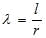 λ = l/r